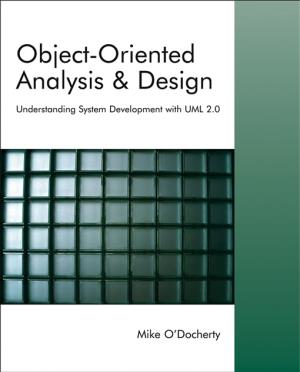 Object-Oriented
Analysis & Design
Understanding System Development with UML 2.0
Mike O'Docherty